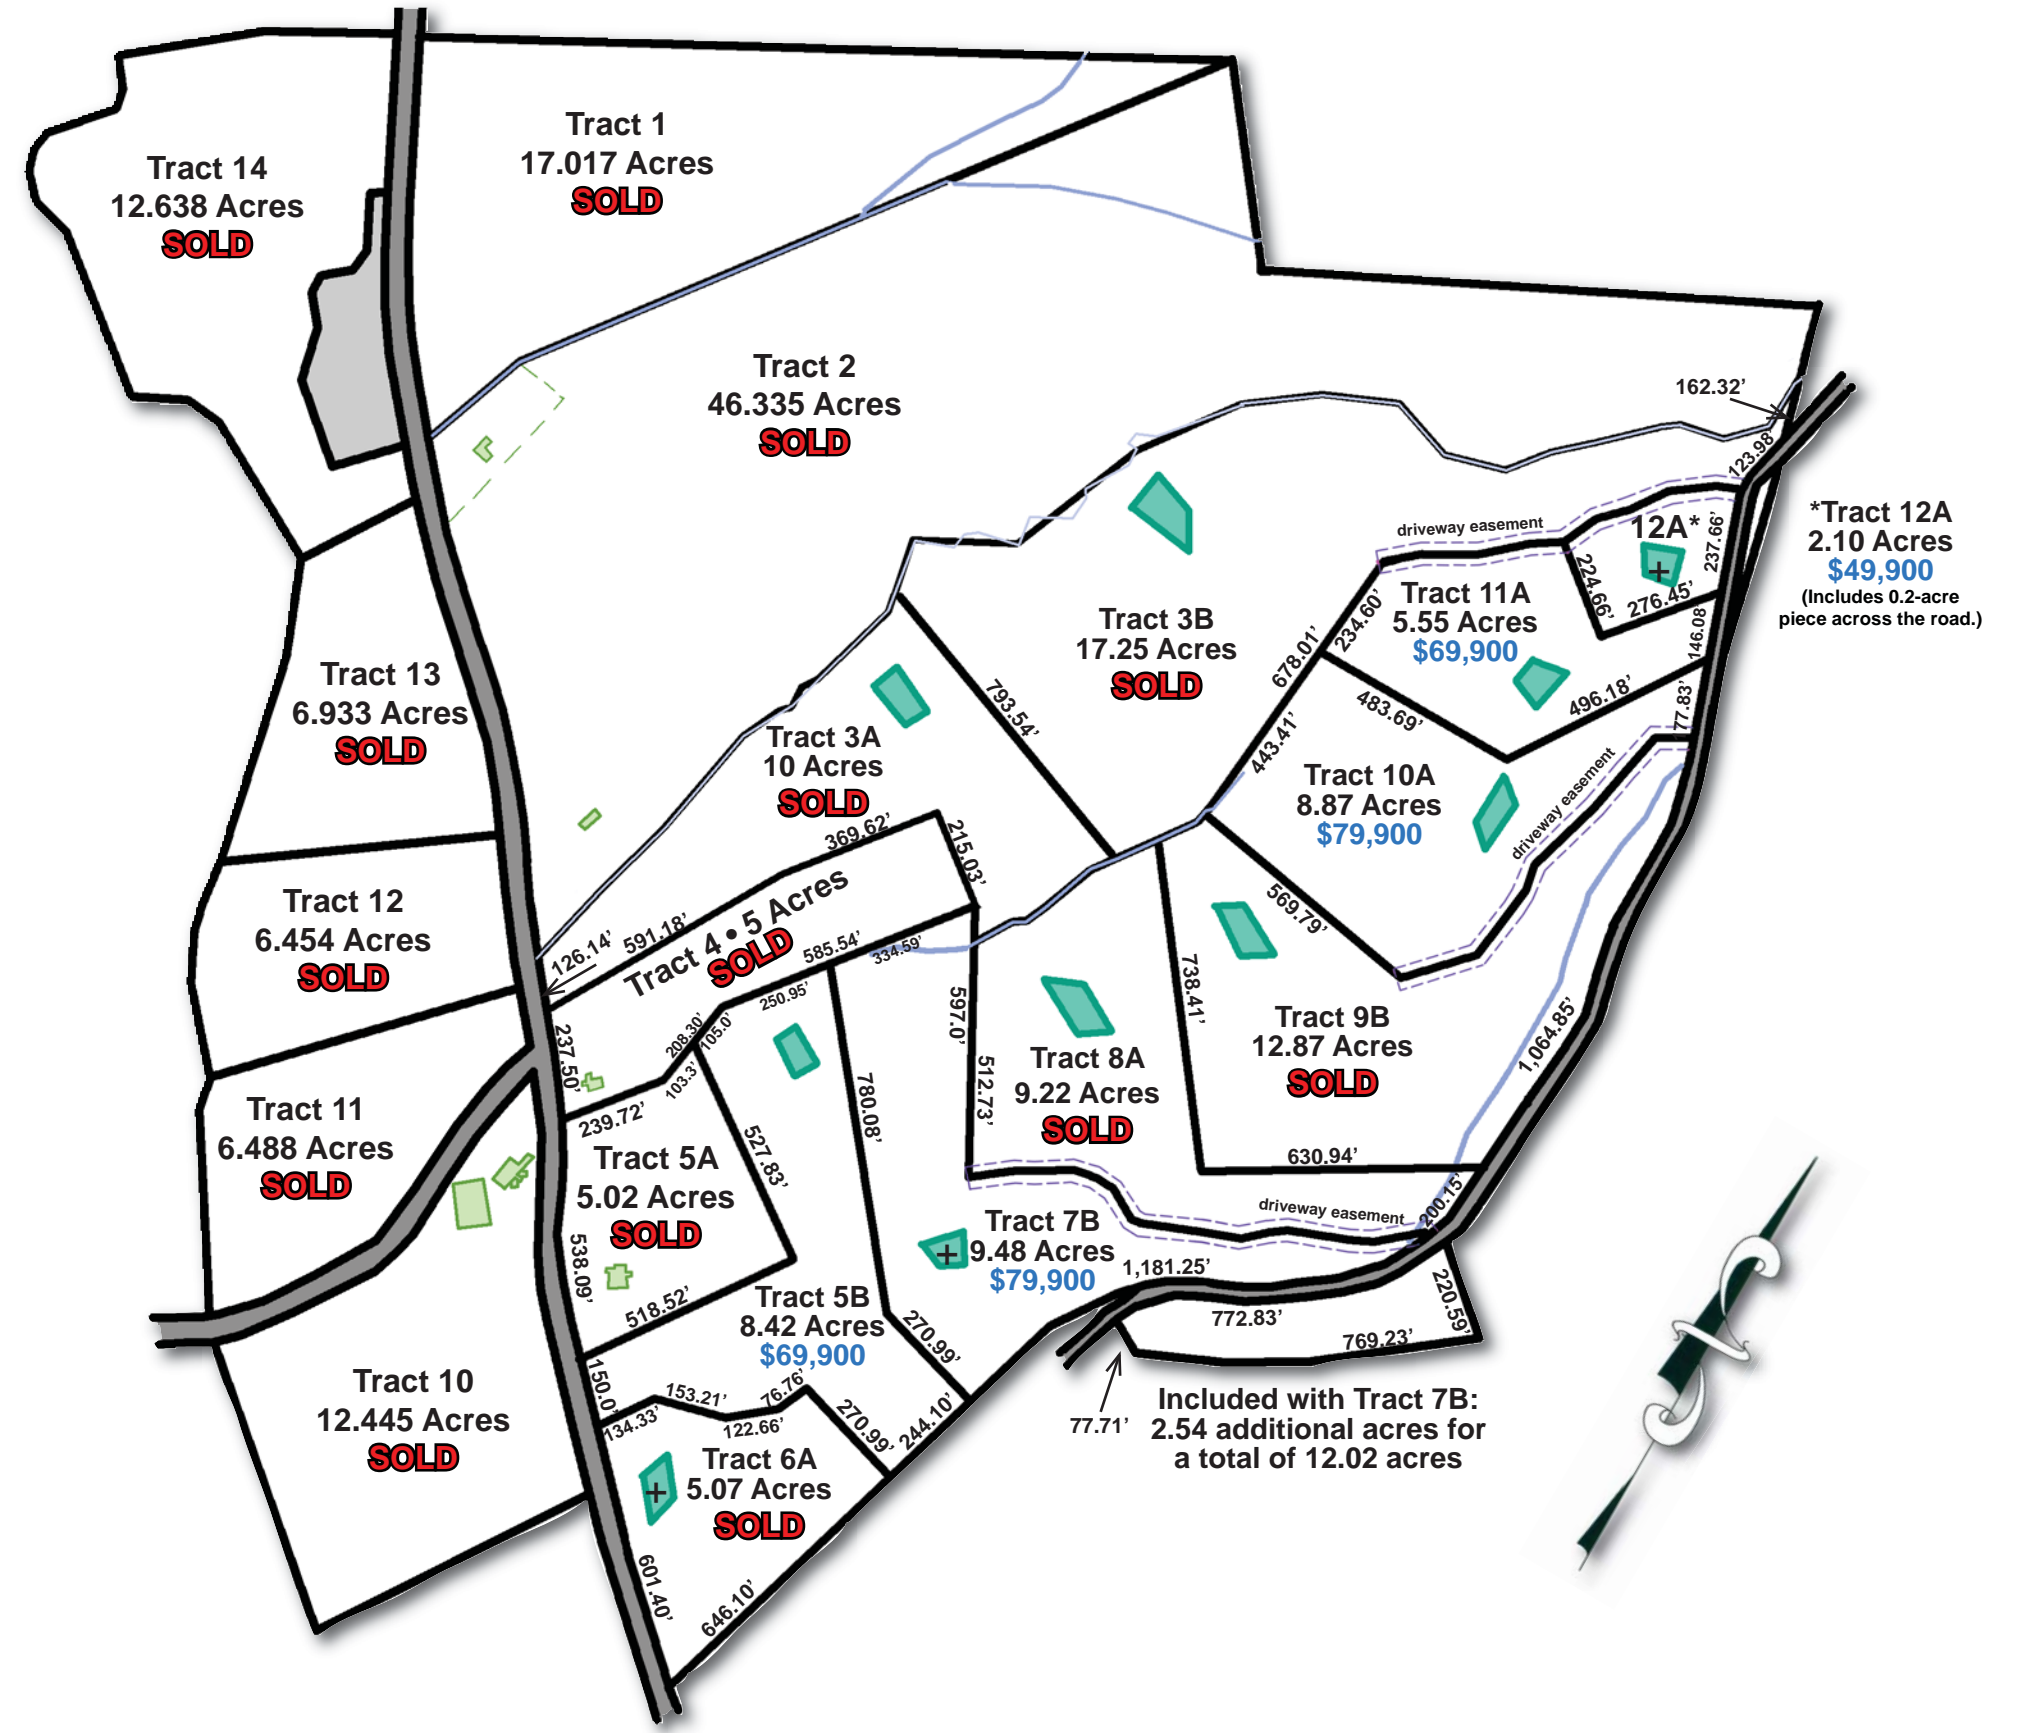 Tract 14
12.638 Acres
SOLD
Tract 1
17.017 Acres
SOLD
Tract 2
46.335 Acres
SOLD
162.32’
123.98’
driveway easement
12A*
237.66’
224.66’
276.45’
*Tract 12A
2.10 Acres
$49,900
(Includes 0.2-acre
piece across the road.)
Tract 11A
5.55 Acres
$69,900
234.60’
678.01’
146.08’
Tract 3B
17.25 Acres
SOLD
793.54’
483.69’
496.18’
77.83’
443.41’
Tract 13
6.933 Acres
SOLD
Tract 3A
10 Acres
SOLD
Tract 10A
8.87 Acres
$79,900
driveway easement
369.62’
215.03’
569.79’
Tract 12
6.454 Acres
SOLD
126.14’
591.18’
Tract 4 • 5 Acres
SOLD
585.54’
334.59’
250.95’
597.0’
738.41’
208.30’
105.0’
103.3’
237.50’
239.72’
Tract 9B
12.87 Acres
SOLD
1,064.85’
Tract 8A
9.22 Acres
SOLD
512.73’
780.08’
Tract 11
6.488 Acres
SOLD
527.83’
Tract 5A
5.02 Acres
SOLD
538.09’
518.52’
630.94’
200.15’
driveway easement
Tract 7B
9.48 Acres
$79,900
1,181.25’
772.83’
769.23’
220.59’
77.71’
Included with Tract 7B:
2.54 additional acres for
a total of 12.02 acres
Tract 5B
8.42 Acres
$69,900
270.99’
150.0’
134.33’
153.21’
122.66’
76.76’
270.99’
244.10’
Tract 10
12.445 Acres
SOLD
Tract 6A
5.07 Acres
SOLD
601.40’
646.10’